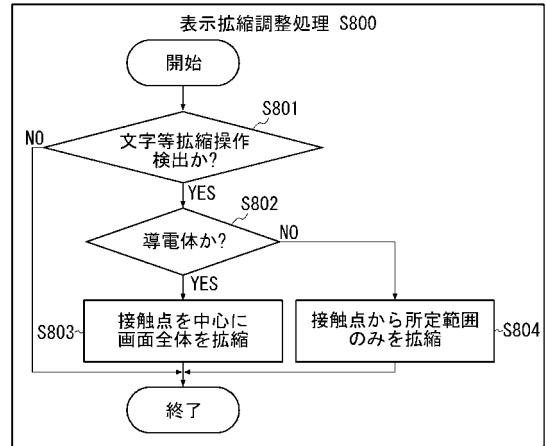 表示拡縮調整処理 S800
開始
S801
文字等拡縮操作
検出か?
NO
YES
S802
導電体か?
NO
YES
S803
接触点を中心に
画面全体を拡縮
接触点から所定範囲
のみを拡縮
S804
終了